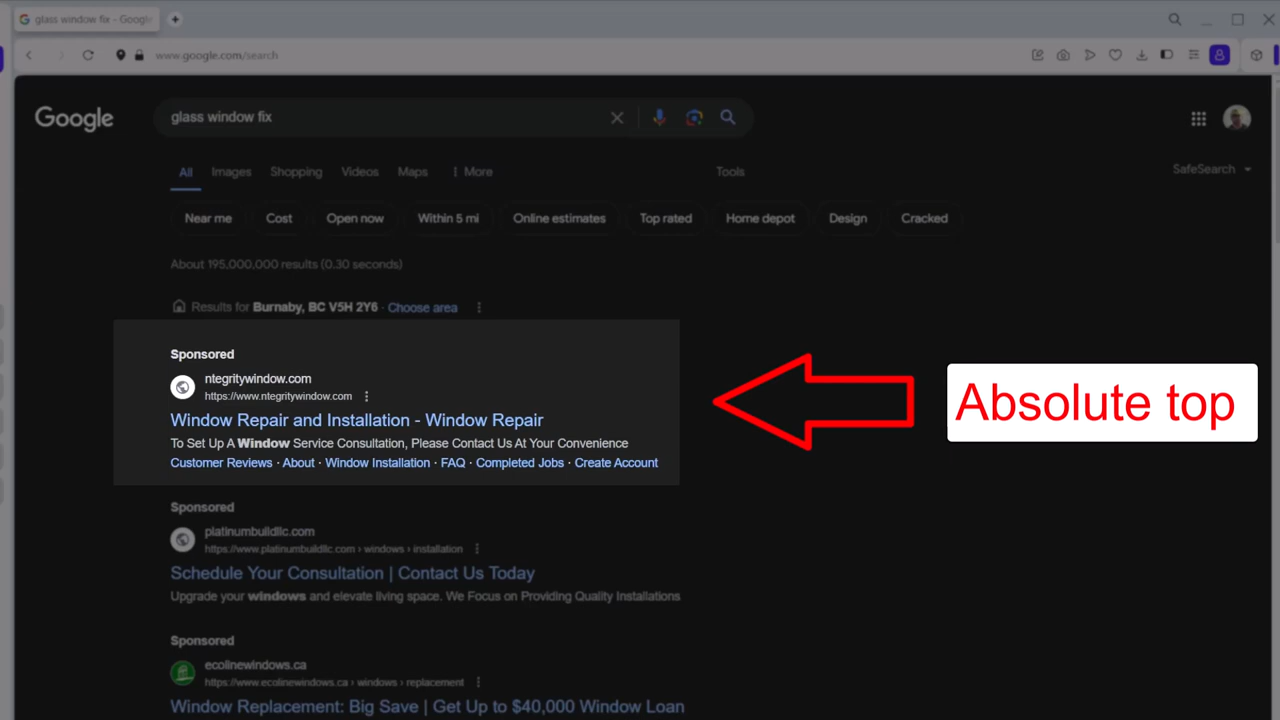 glass window fix - Goog
www.google.com/search
Google
glass window fix
All Images Shopping Videos Maps More Tools SafeSearch
Near me Cost Open now Within 5 mi Online estimates Top rated Home depot Design Cracked
About 195,000,000 results (0.30 seconds)
Results for Burnaby, BC V5H 2Y6 · Choose area
Sponsored
ntegritywindow.com
https://www.ntegritywindow.com
Window Repair and Installation - Window Repair
To Set Up A Window Service Consultation, Please Contact Us At Your Convenience
Customer Reviews · About · Window Installation · FAQ · Completed Jobs · Create Account
Absolute top
Sponsored
platinumbuildllc.com
https://www.platinumbuildllc.com › windows › installation
Schedule Your Consultation | Contact Us Today
Upgrade your windows and elevate living space. We Focus on Providing Quality Installations
Sponsored
ecolinewindows.ca
https://www.ecolinewindows.ca › windows › replacement
Window Replacement: Big Save | Get Up to $40,000 Window Loan